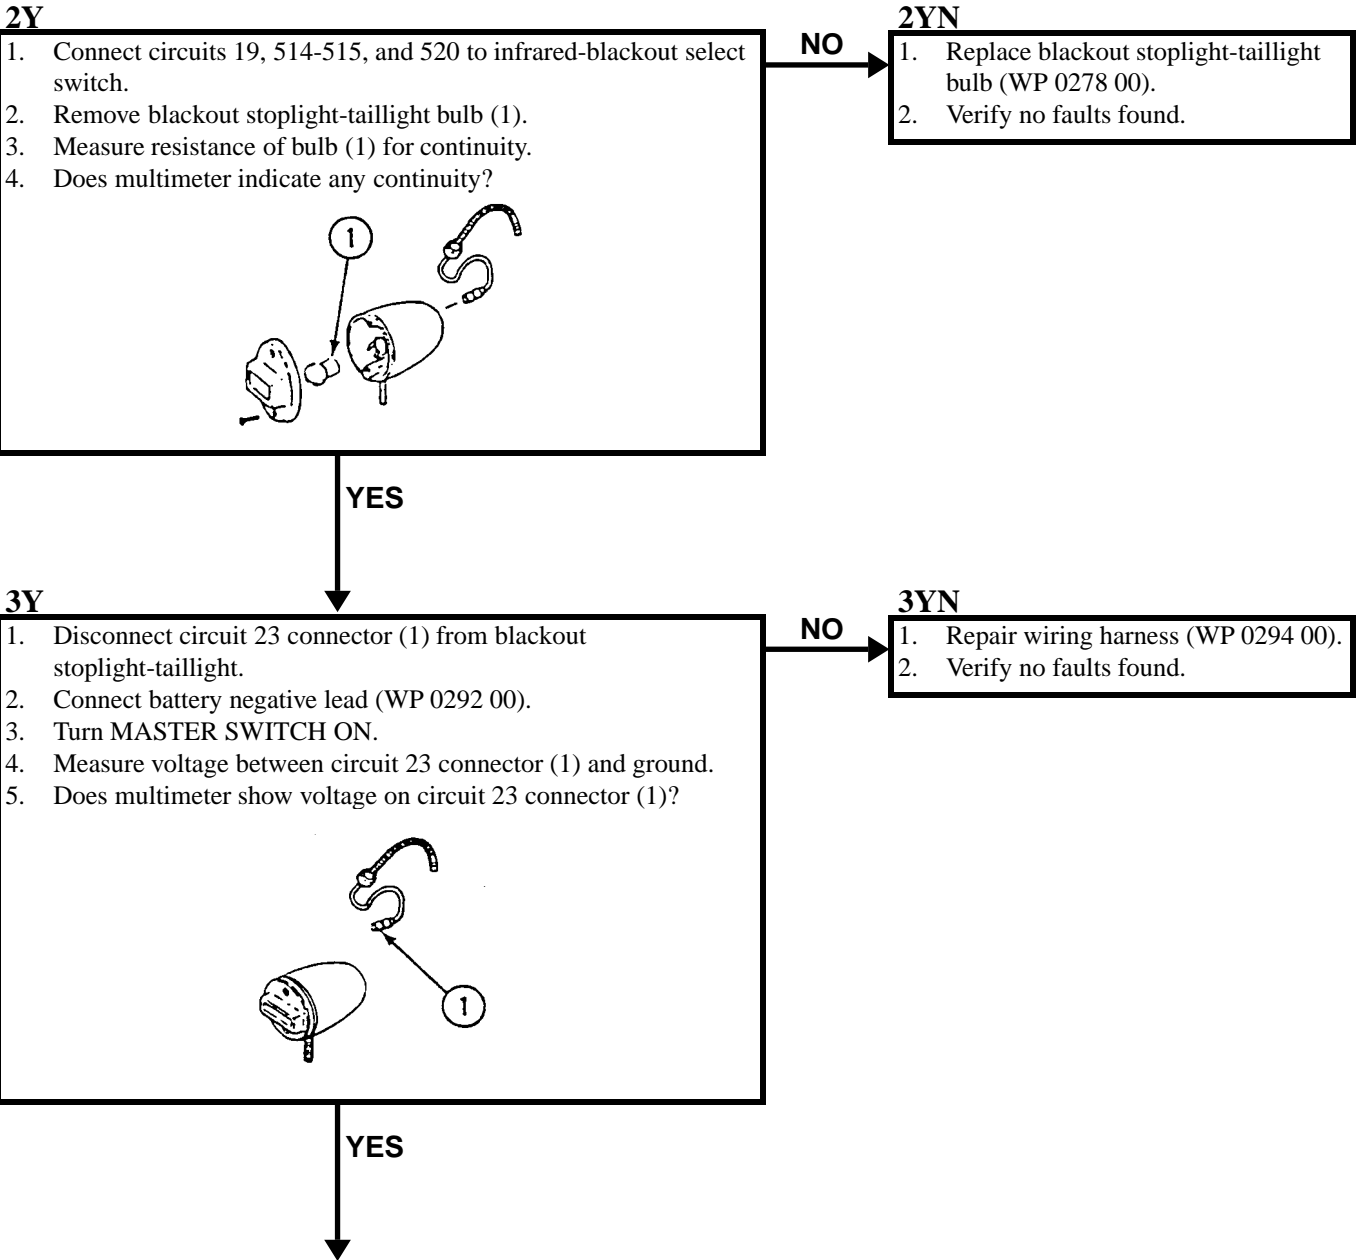 2Y
1. Connect circuits 19, 514-515, and 520 to infrared-blackout select
switch.
2. Remove blackout stoplight-taillight bulb (1).
3. Measure resistance of bulb (1) for continuity.
4. Does multimeter indicate any continuity?
1
NO
2YN
1. Replace blackout stoplight-taillight
bulb (WP 0278 00).
2. Verify no faults found.
YES
3Y
1. Disconnect circuit 23 connector (1) from blackout
stoplight-taillight.
2. Connect battery negative lead (WP 0292 00).
3. Turn MASTER SWITCH ON.
4. Measure voltage between circuit 23 connector (1) and ground.
5. Does multimeter show voltage on circuit 23 connector (1)?
1
NO
3YN
1. Repair wiring harness (WP 0294 00).
2. Verify no faults found.
YES